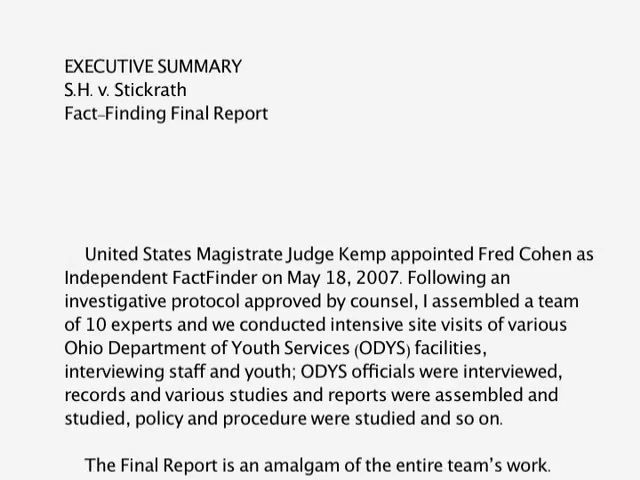 EXECUTIVE SUMMARY
S.H. v. Stickrath
Fact-Finding Final Report
United States Magistrate Judge Kemp appointed Fred Cohen as
Independent FactFinder on May 18, 2007. Following an
investigative protocol approved by counsel, I assembled a team
of 10 experts and we conducted intensive site visits of various
Ohio Department of Youth Services (ODYS) facilities,
interviewing staff and youth; ODYS officials were interviewed,
records and various studies and reports were assembled and
studied, policy and procedure were studied and so on.
The Final Report is an amalgam of the entire team's work.